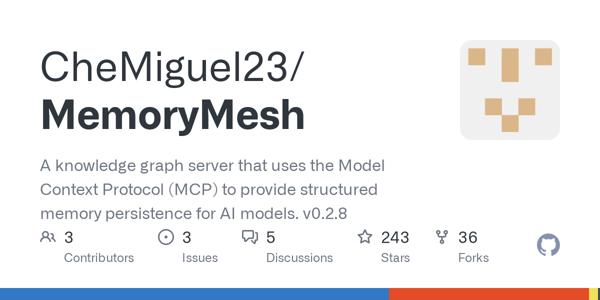 CheMiguel23/
MemoryMesh
A knowledge graph server that uses the Model
Context Protocol (MCP) to provide structured
memory persistence for AI models. v0.2.8
3 3 5 243 36
Contributors Issues Discussions Stars Forks